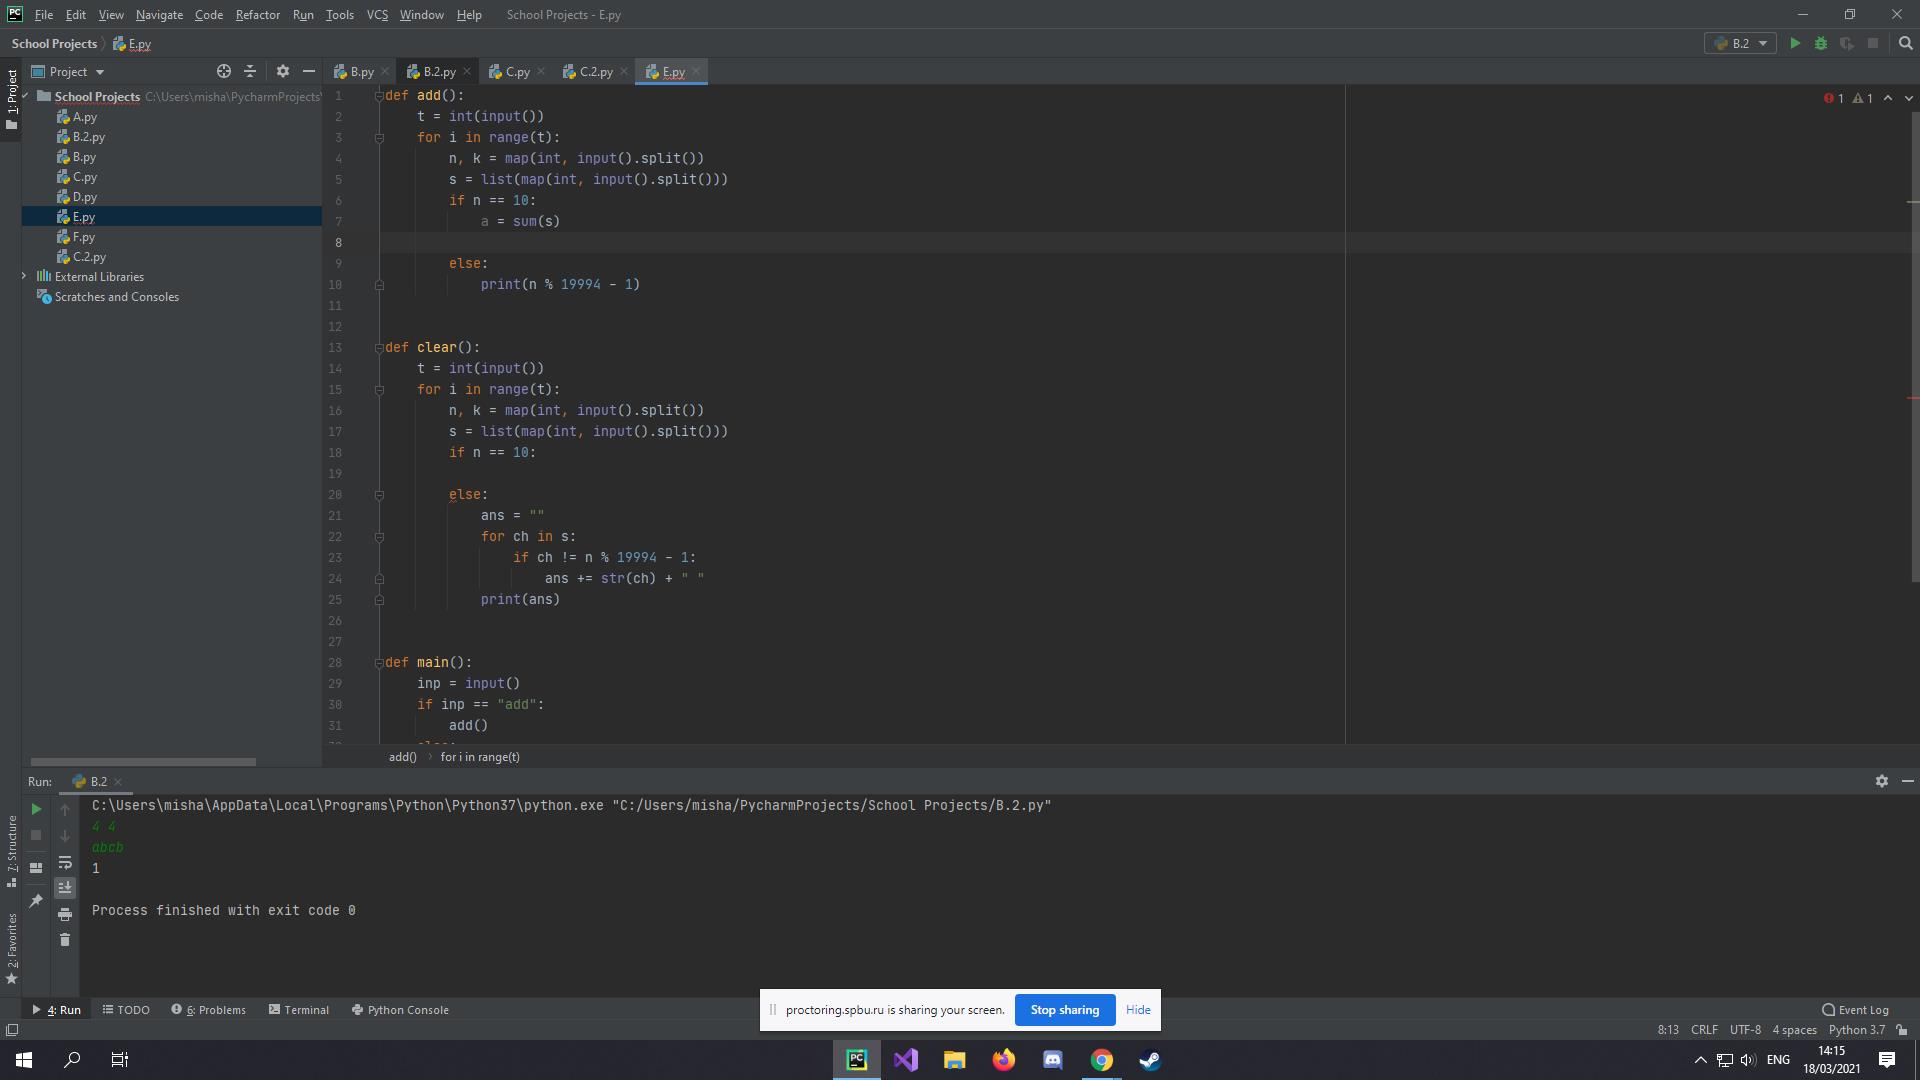 PC File Edit View Navigate Code Refactor Run Tools VCS Window Help School Projects - E.py
School Projects E.py B.2
1: Project
Project B.py B.2.py C.py C.2.py E.py
School Projects C:\Users\misha\PycharmProjects\
A.py
B.2.py
B.py
C.py
D.py
E.py
F.py
C.2.py
External Libraries
Scratches and Consoles
1 1
1 def add():
2 t = int(input())
3 for i in range(t):
4 n, k = map(int, input().split())
5 s = list(map(int, input().split()))
6 if n == 10:
7 a = sum(s)
8
9 else:
10 print(n % 19994 - 1)
11
12
13 def clear():
14 t = int(input())
15 for i in range(t):
16 n, k = map(int, input().split())
17 s = list(map(int, input().split()))
18 if n == 10:
19
20 else:
21 ans = ""
22 for ch in s:
23 if ch != n % 19994 - 1:
24 ans += str(ch) + " "
25 print(ans)
26
27
28 def main():
29 inp = input()
30 if inp == "add":
31 add()
add() for i in range(t)
Run: B.2
C:\Users\misha\AppData\Local\Programs\Python\Python37\python.exe "C:/Users/misha/PycharmProjects/School Projects/B.2.py"
4 4
abcb
1
Process finished with exit code 0
7: Structure
2: Favorites
proctoring.spbu.ru is sharing your screen. Stop sharing Hide
4: Run TODO 6: Problems Terminal Python Console Event Log
8:13 CRLF UTF-8 4 spaces Python 3.7
PC ENG 14:15
18/03/2021